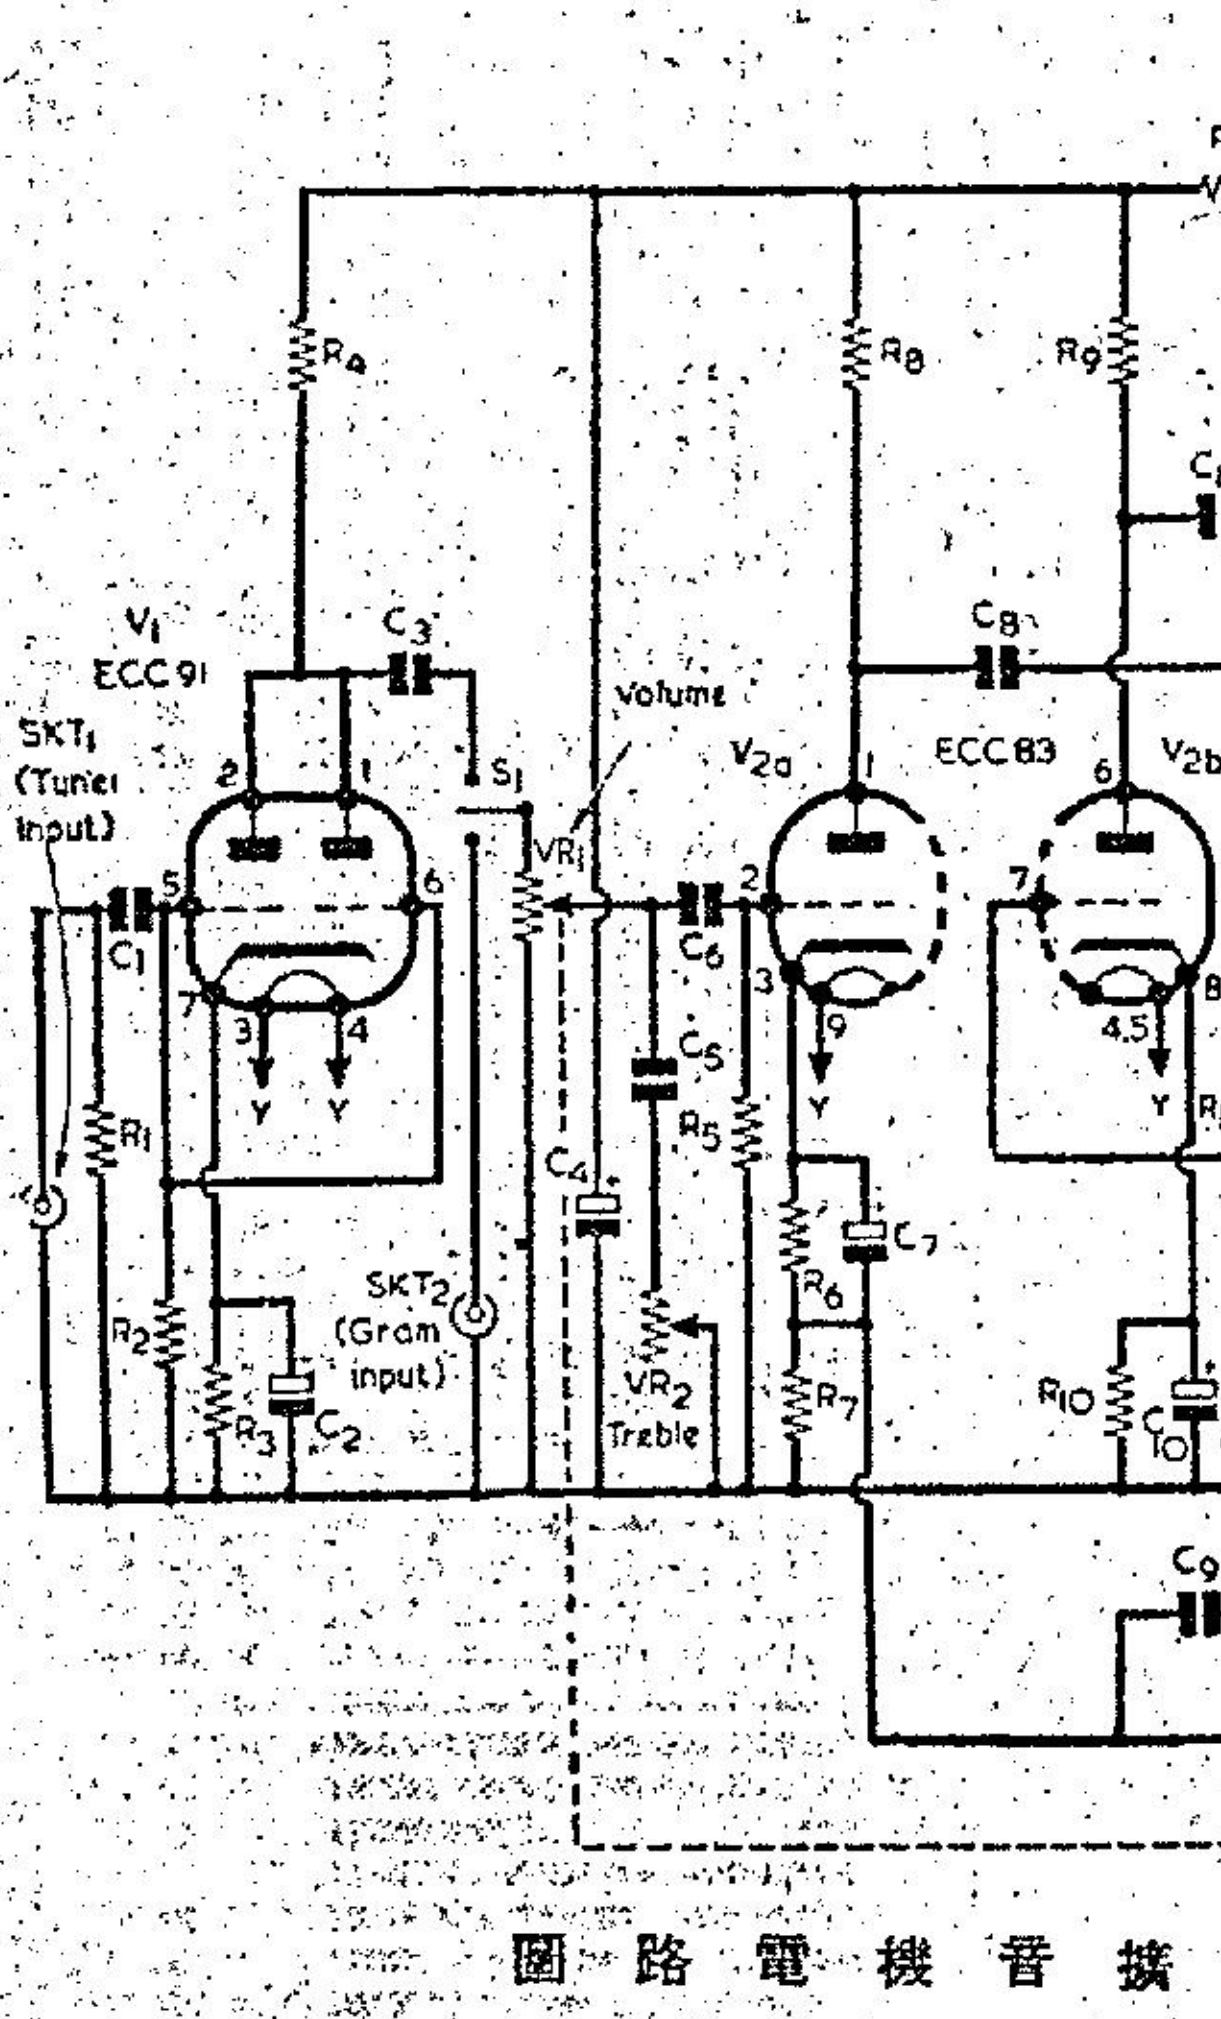 R4
R8
R9
V1
ECC91
C3
C8
Volume
SKT1
(Tuner
input)
2
1
S1
V2a
1
ECC83
6
V2b
VR1
5
6
2
7
C1
C6
7
3
4
3
9
4.5
8
Y
Y
C5
Y
Y
R1
R5
C4
+
C7
SKT2
(Gram
input)
R6
R2
VR2
Treble
R3
C2
R7
R10
C10
+
C9
圖路電機音擴